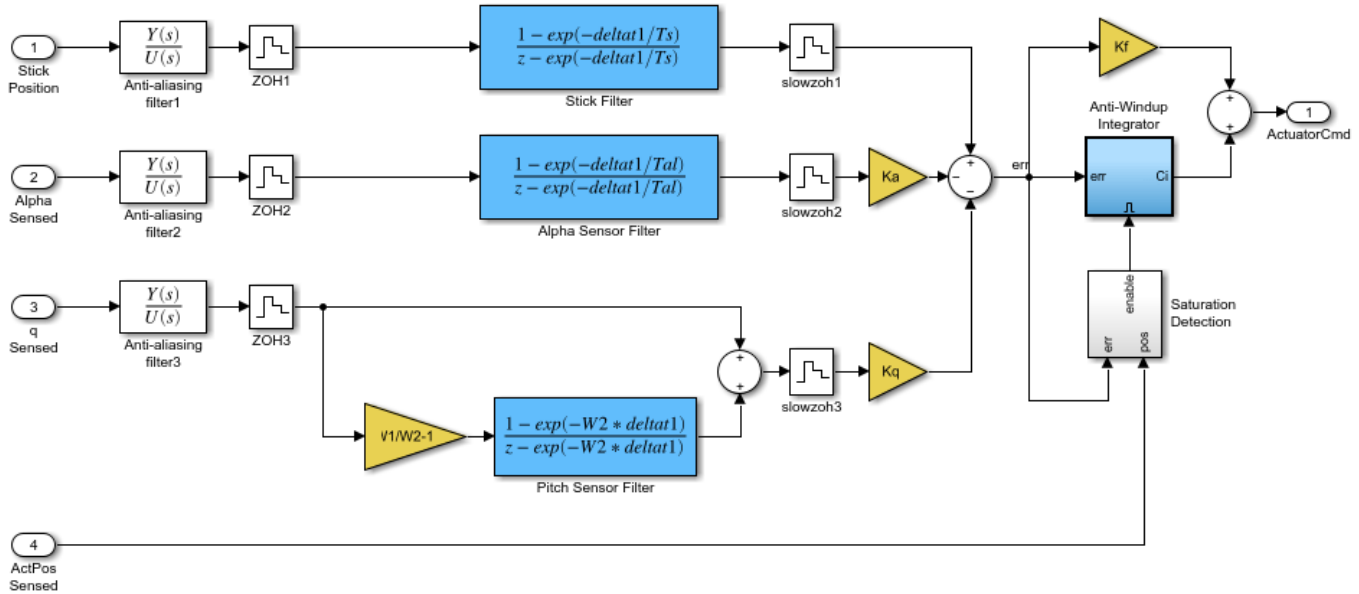 1
Stick
Position
Y(s)
U(s)
Anti-aliasing
filter1
ZOH1
1 − exp(−deltat1/Ts)
z − exp(−deltat1/Ts)
Stick Filter
slowzoh1
Kf
+
+
1
ActuatorCmd
2
Alpha
Sensed
Y(s)
U(s)
Anti-aliasing
filter2
ZOH2
1 − exp(−deltat1/Tal)
z − exp(−deltat1/Tal)
Alpha Sensor Filter
slowzoh2
Ka
+
−
−
err
Anti-Windup
Integrator
err
Ci
3
q
Sensed
Y(s)
U(s)
Anti-aliasing
filter3
ZOH3
+
+
slowzoh3
Kq
enable
err
pos
Saturation
Detection
V1/W2-1
1 − exp(−W2 * deltat1)
z − exp(−W2 * deltat1)
Pitch Sensor Filter
4
ActPos
Sensed